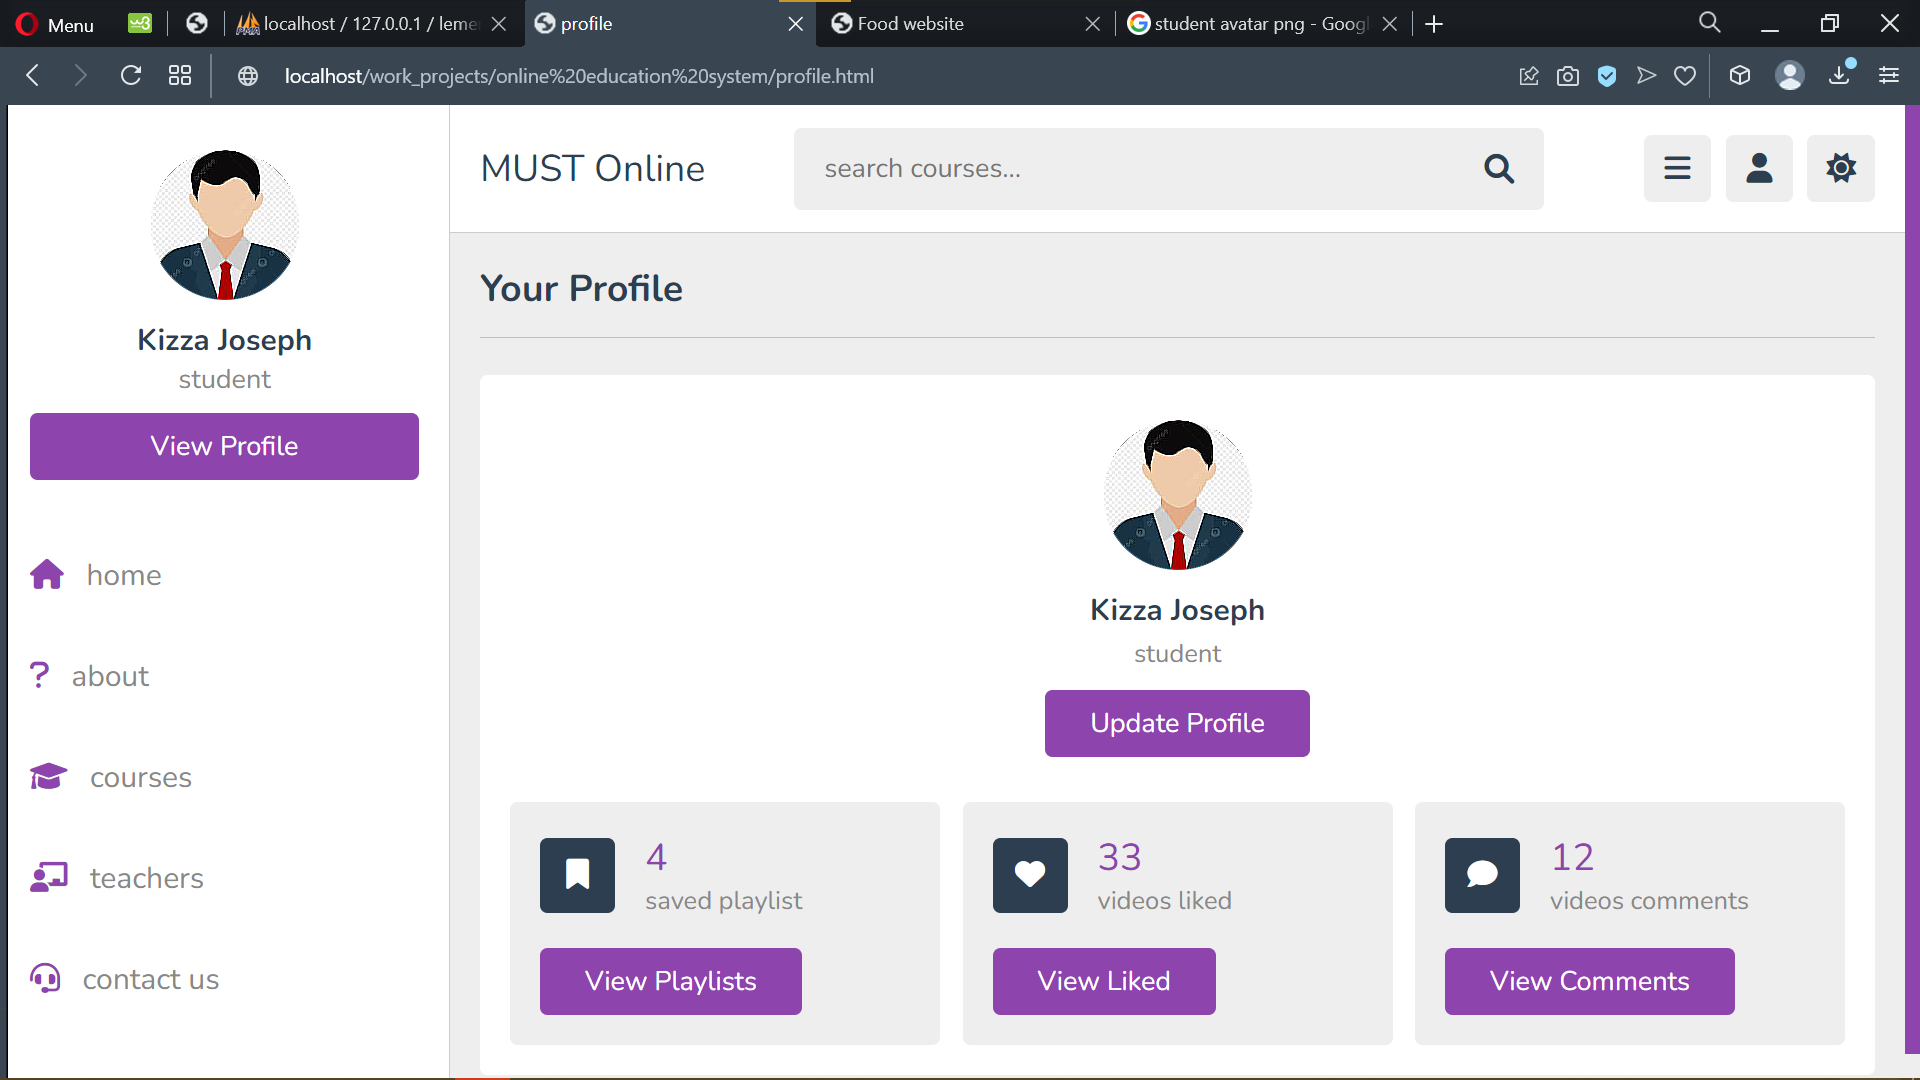 Menu
localhost / 127.0.0.1 / leme
profile
Food website
student avatar png - Googl
localhost/work_projects/online%20education%20system/profile.html
MUST Online
search courses...
Kizza Joseph
student
View Profile
home
?
about
courses
teachers
contact us
Your Profile
Kizza Joseph
student
Update Profile
4
saved playlist
View Playlists
33
videos liked
View Liked
12
videos comments
View Comments